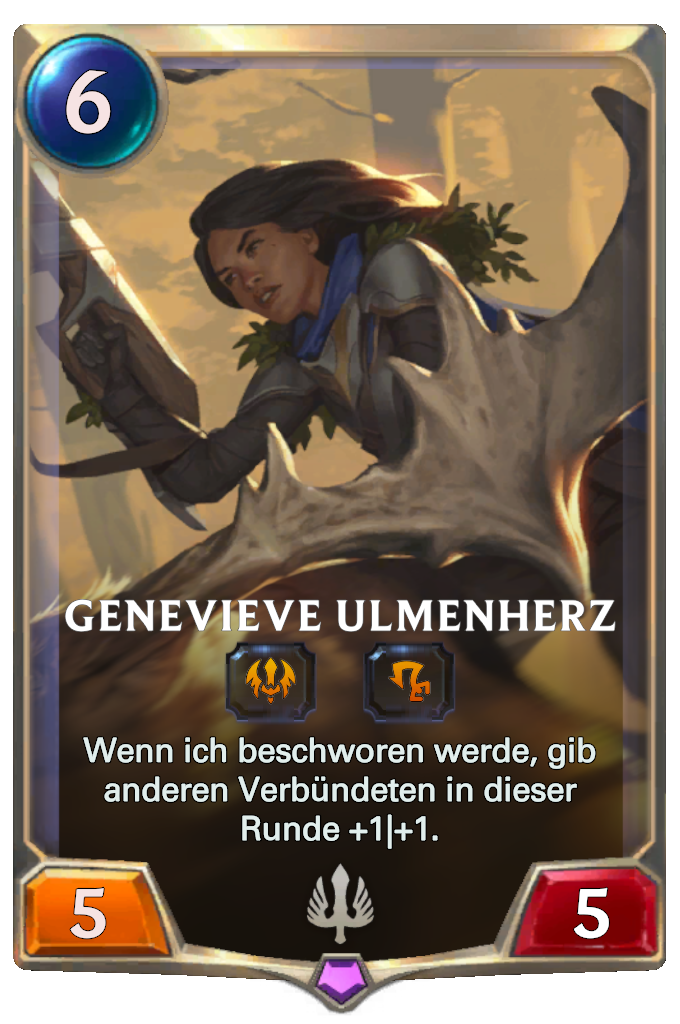 6
GENEVIEVE ULMENHERZ
Wenn ich beschworen werde, gib
anderen Verbündeten in dieser
Runde +1|+1.
5
5